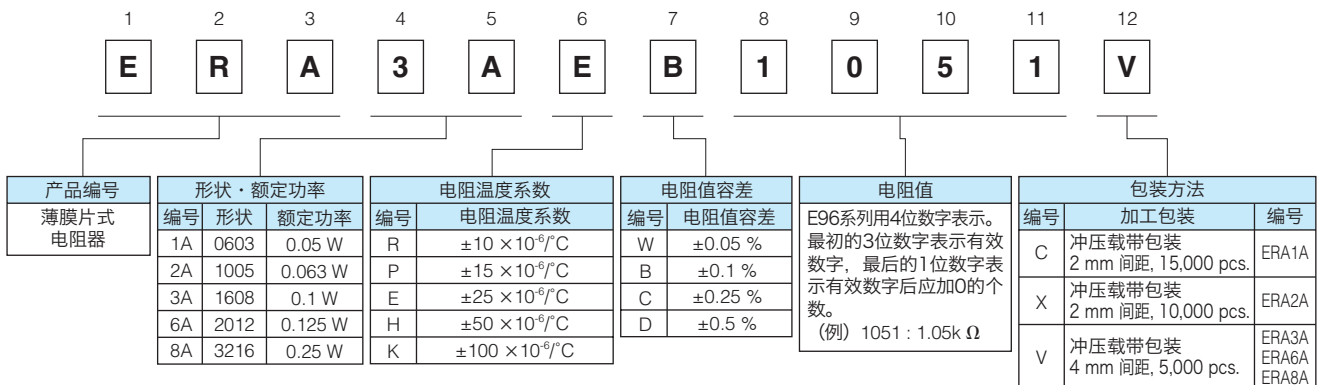 1 2 3 4 5 6 7 8 9 10 11 12
E R A 3 A E B 1 0 5 1 V
产品编号
薄膜片式
电阻器
形状・额定功率
编号 形状 额定功率
1A 0603 0.05 W
2A 1005 0.063 W
3A 1608 0.1 W
6A 2012 0.125 W
8A 3216 0.25 W
电阻温度系数
编号 电阻温度系数
R ±10 ×10⁻⁶/°C
P ±15 ×10⁻⁶/°C
E ±25 ×10⁻⁶/°C
H ±50 ×10⁻⁶/°C
K ±100 ×10⁻⁶/°C
电阻值容差
编号 电阻值容差
W ±0.05 %
B ±0.1 %
C ±0.25 %
D ±0.5 %
电阻值
E96系列用4位数字表示。
最初的3位数字表示有效
数字，最后的1位数字表
示有效数字后应加0的个
数。
（例）1051 : 1.05k Ω
包装方法
编号 加工包装 编号
C 冲压载带包装
2 mm 间距, 15,000 pcs. ERA1A
X 冲压载带包装
2 mm 间距, 10,000 pcs. ERA2A
V 冲压载带包装
4 mm 间距, 5,000 pcs.
ERA3A
ERA6A
ERA8A